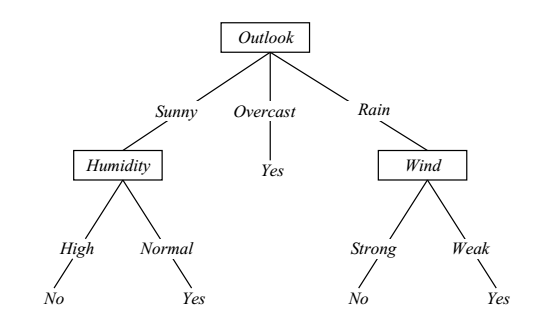 Outlook
Sunny Overcast Rain
Humidity Yes Wind
High Normal Strong Weak
No Yes No Yes